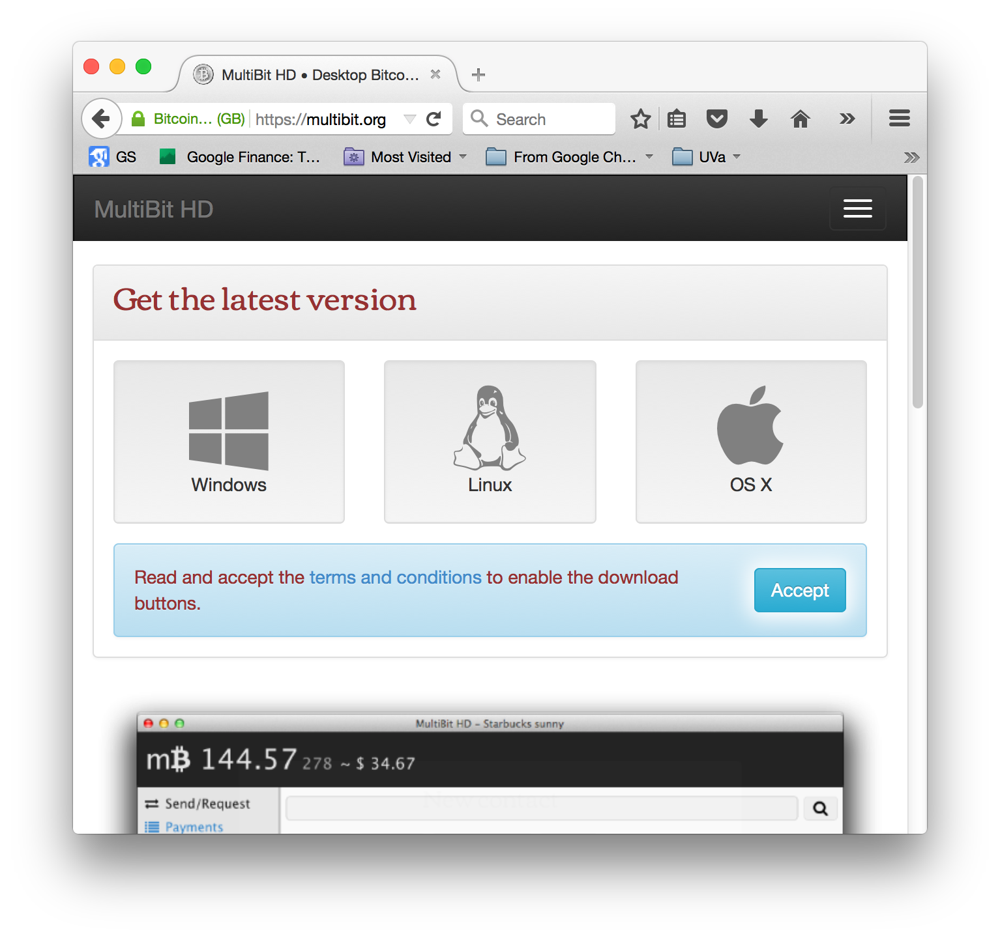 MultiBit HD • Desktop Bitco...
Bitcoin... (GB) https://multibit.org Search
GS Google Finance: T... Most Visited From Google Ch... UVa
MultiBit HD
Get the latest version
Windows Linux OS X
Read and accept the terms and conditions to enable the download
buttons.
Accept
MultiBit HD – Starbucks sunny
m₿ 144.57 278 ~ $ 34.67
Send/Request
Payments